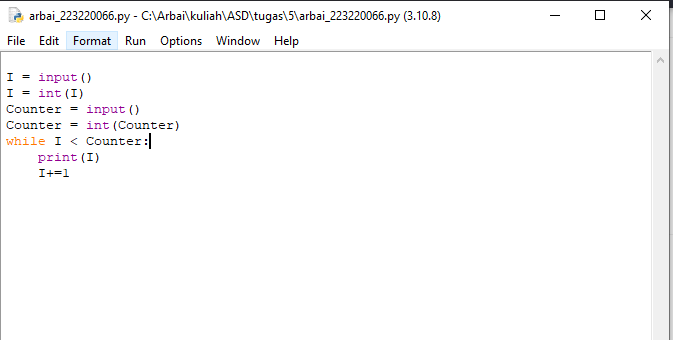 arbai_223220066.py - C:\Arbai\kuliah\ASD\tugas\5\arbai_223220066.py (3.10.8)
File Edit Format Run Options Window Help
I = input()
I = int(I)
Counter = input()
Counter = int(Counter)
while I < Counter:
    print(I)
    I+=1